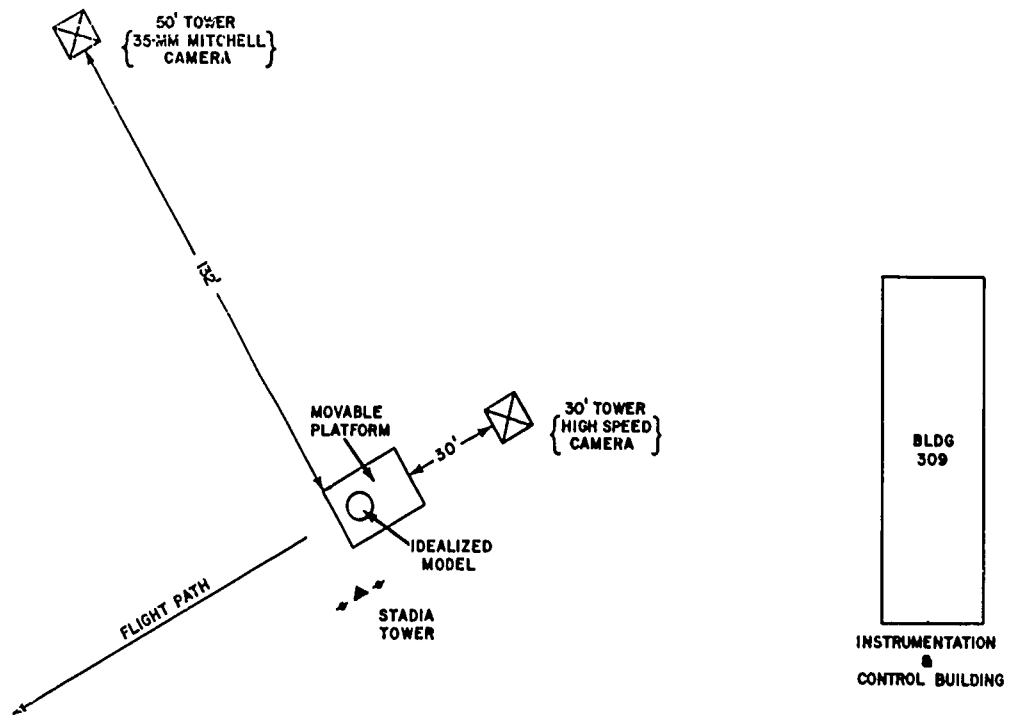 50' TOWER
{35-MM MITCHELL}
CAMERA
132'
MOVABLE
PLATFORM
30'
30' TOWER
{HIGH SPEED}
CAMERA
BLDG
309
IDEALIZED
MODEL
FLIGHT PATH
STADIA
TOWER
INSTRUMENTATION
&
CONTROL BUILDING